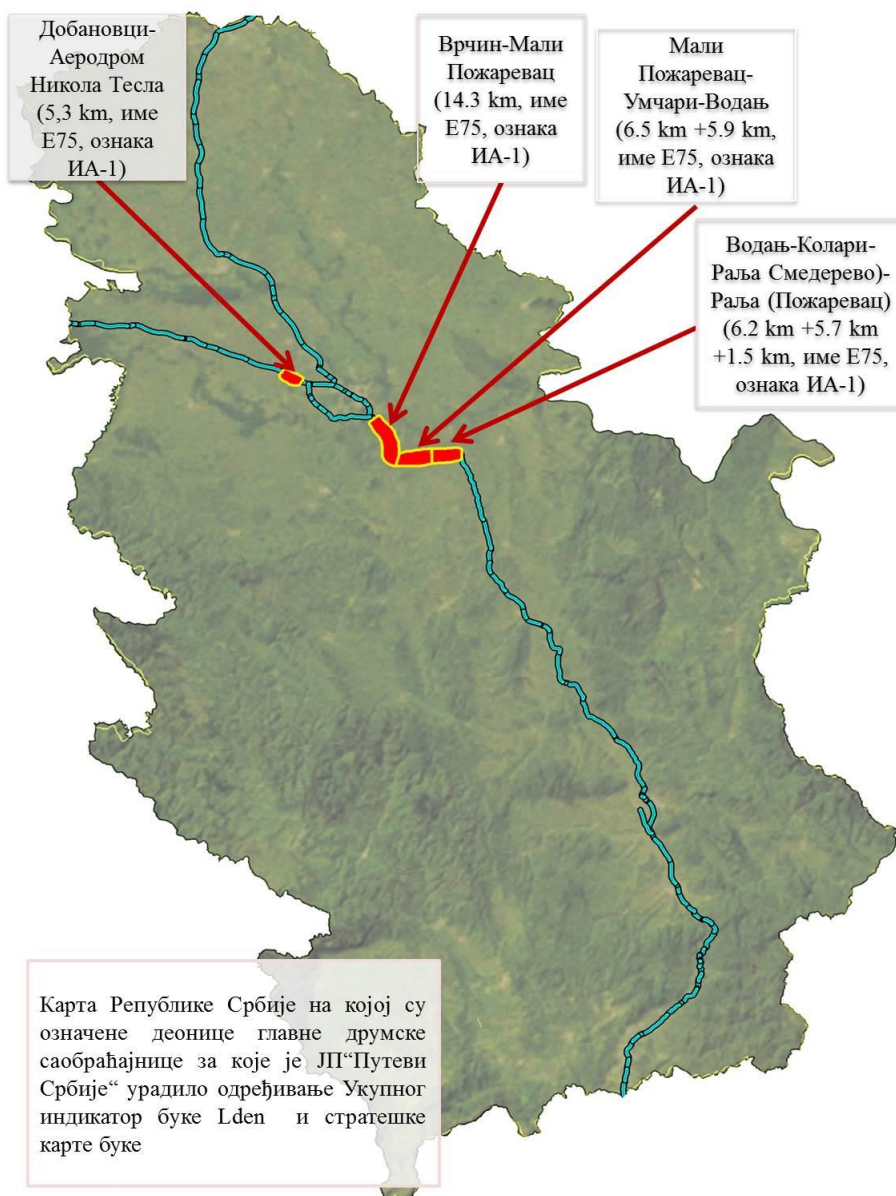 Добановци-
Аеродром
Никола Тесла
(5,3 km, име
Е75, ознака
ИА-1)
Врчин-Мали
Пожаревац
(14.3 km, име
Е75, ознака
ИА-1)
Мали
Пожаревац-
Умчари-Водањ
(6.5 km +5.9 km,
име Е75, ознака
ИА-1)
Водањ-Колари-
Раља Смедерево)-
Раља (Пожаревац)
(6.2 km +5.7 km
+1.5 km, име Е75,
ознака ИА-1)
Карта Републике Србије на којој су
означене деонице главне друмске
саобраћајнице за које је ЈП“Путеви
Србије“ урадило одређивање Укупног
индикатор буке Lden и стратешке
карте буке